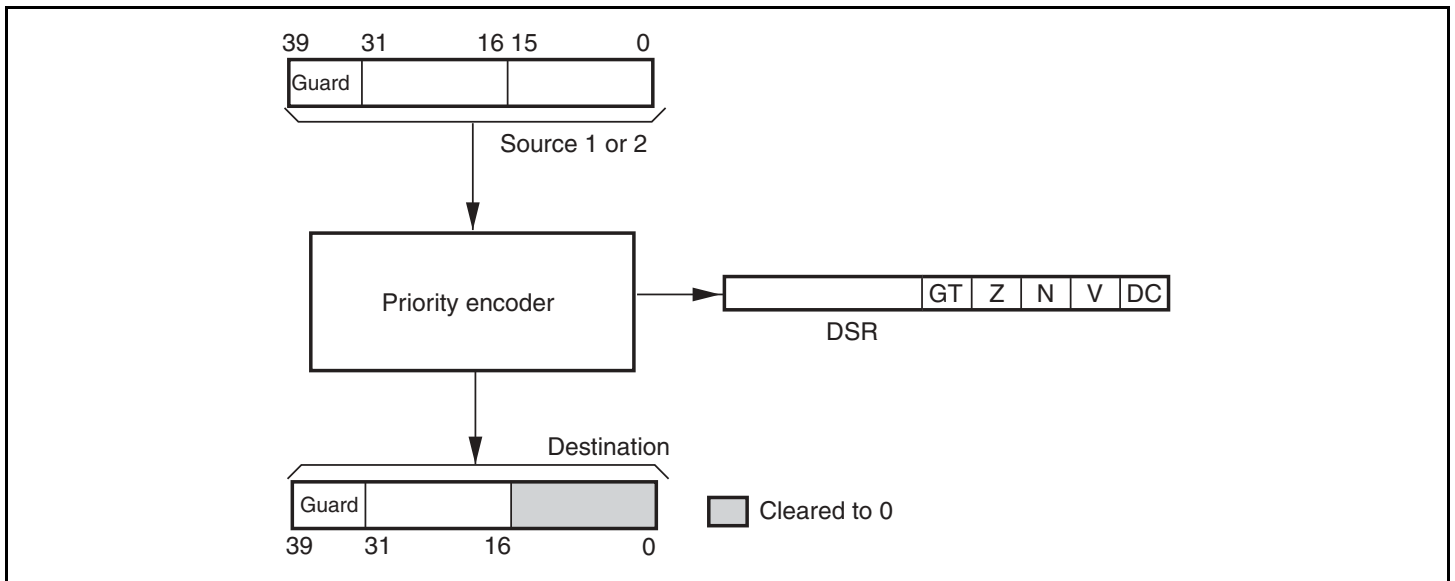 39 31 16 15 0
Guard
Source 1 or 2
Priority encoder
GT Z N V DC
DSR
Destination
Guard
Cleared to 0
39 31 16 0